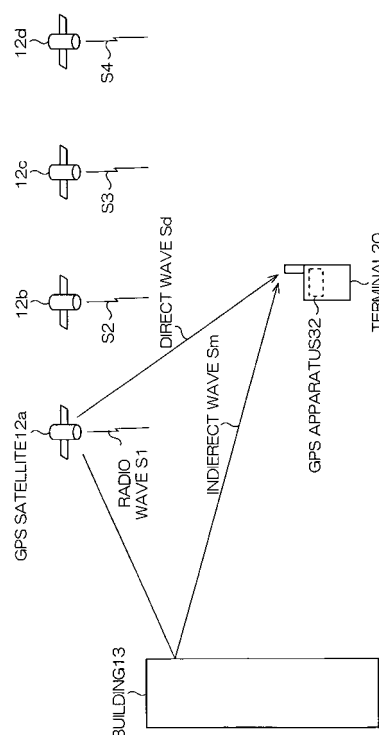 12d
S4
12c
S3
12b
S2
DIRECT WAVE Sd
GPS SATELLITE12a
RADIO
WAVE S1
INDIERECT WAVE Sm
GPS APPARATUS32
TERMINAL20
BUILDING13